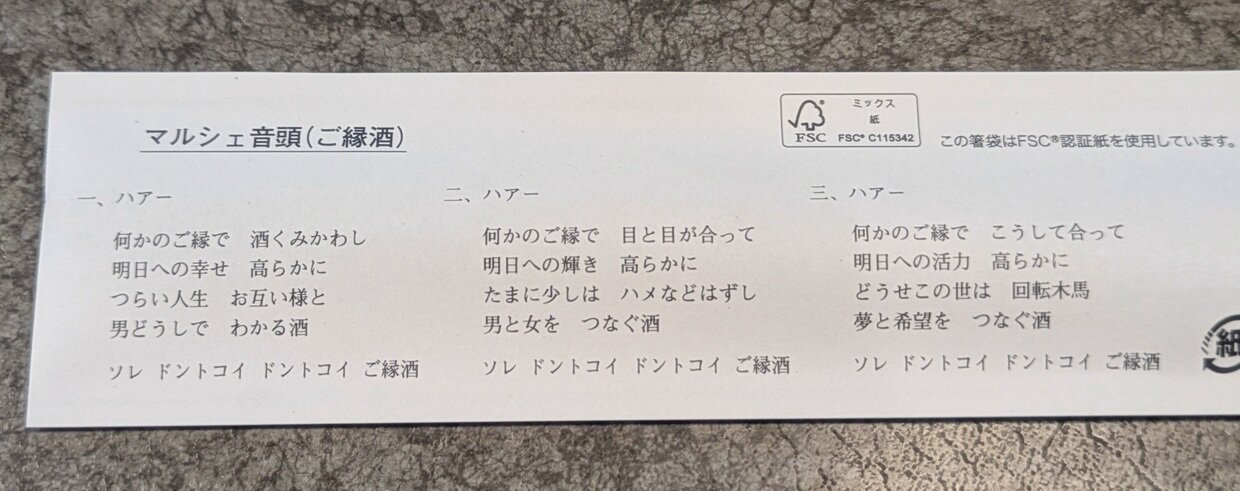 マルシェ音頭(ご縁酒)
FSC
ミックス
紙
FSC® C115342
この箸袋はFSC®認証紙を使用しています。
一、ハアー
何かのご縁で　酒くみかわし
明日への幸せ　高らかに
つらい人生　お互い様と
男どうしで　わかる酒
ソレ ドントコイ ドントコイ ご縁酒
二、ハアー
何かのご縁で　目と目が合って
明日への輝き　高らかに
たまに少しは　ハメなどはずし
男と女を　つなぐ酒
ソレ ドントコイ ドントコイ ご縁酒
三、ハアー
何かのご縁で　こうして合って
明日への活力　高らかに
どうせこの世は　回転木馬
夢と希望を　つなぐ酒
ソレ ドントコイ ドントコイ ご縁酒
紙